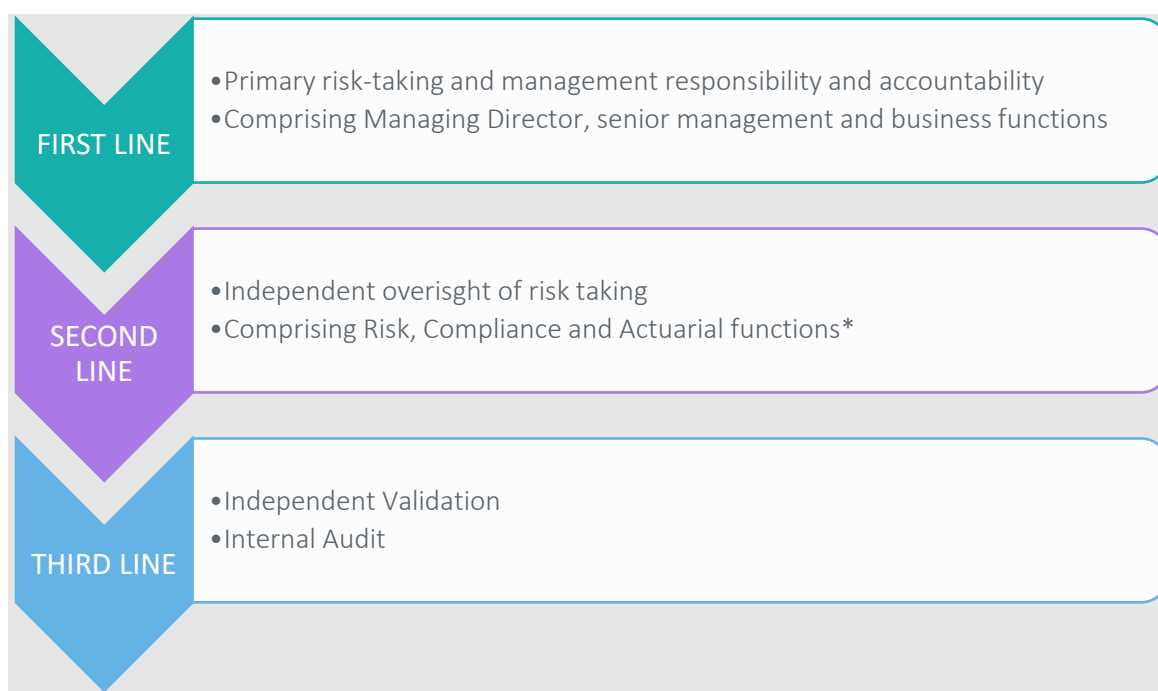 FIRST LINE
•Primary risk-taking and management responsibility and accountability
•Comprising Managing Director, senior management and business functions
SECOND
LINE
•Independent overisght of risk taking
•Comprising Risk, Compliance and Actuarial functions*
THIRD LINE
•Independent Validation
•Internal Audit